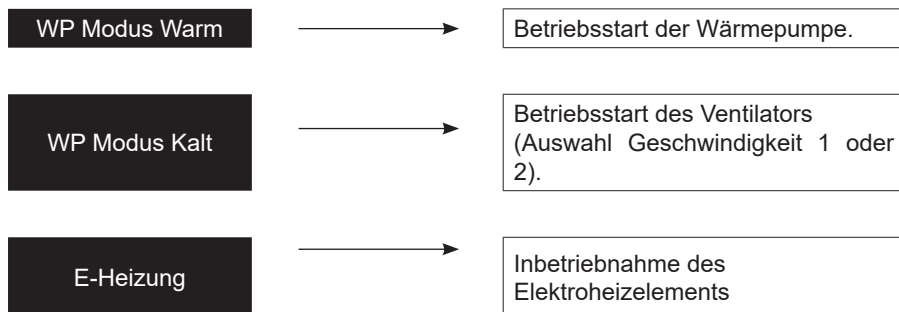 WP Modus Warm
Betriebsstart der Wärmepumpe.
WP Modus Kalt
Betriebsstart des Ventilators
(Auswahl Geschwindigkeit 1 oder
2).
E-Heizung
Inbetriebnahme des
Elektroheizelements